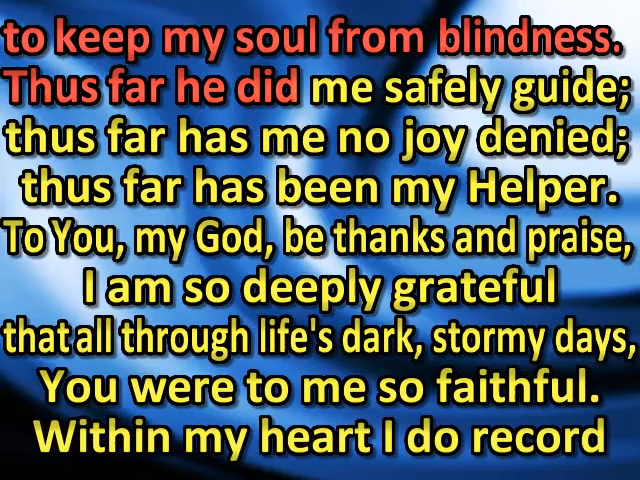 to keep my soul from blindness.
Thus far he did me safely guide;
thus far has me no joy denied;
thus far has been my Helper.
To You, my God, be thanks and praise,
I am so deeply grateful
that all through life's dark, stormy days,
You were to me so faithful.
Within my heart I do record